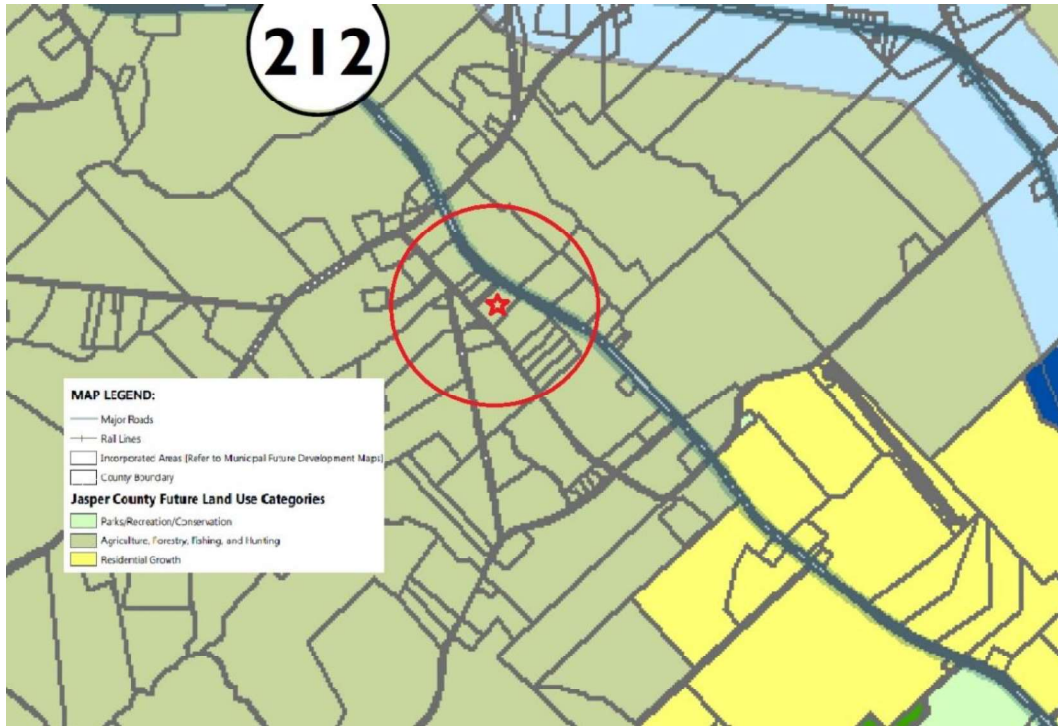 212
MAP LEGEND:
Major Roads
Rail Lines
Incorporated Areas [Refer to Municipal Future Development Maps]
County Boundary
Jasper County Future Land Use Categories
Parks/Recreation/Conservation
Agriculture, Forestry, Fishing, and Hunting
Residential Growth